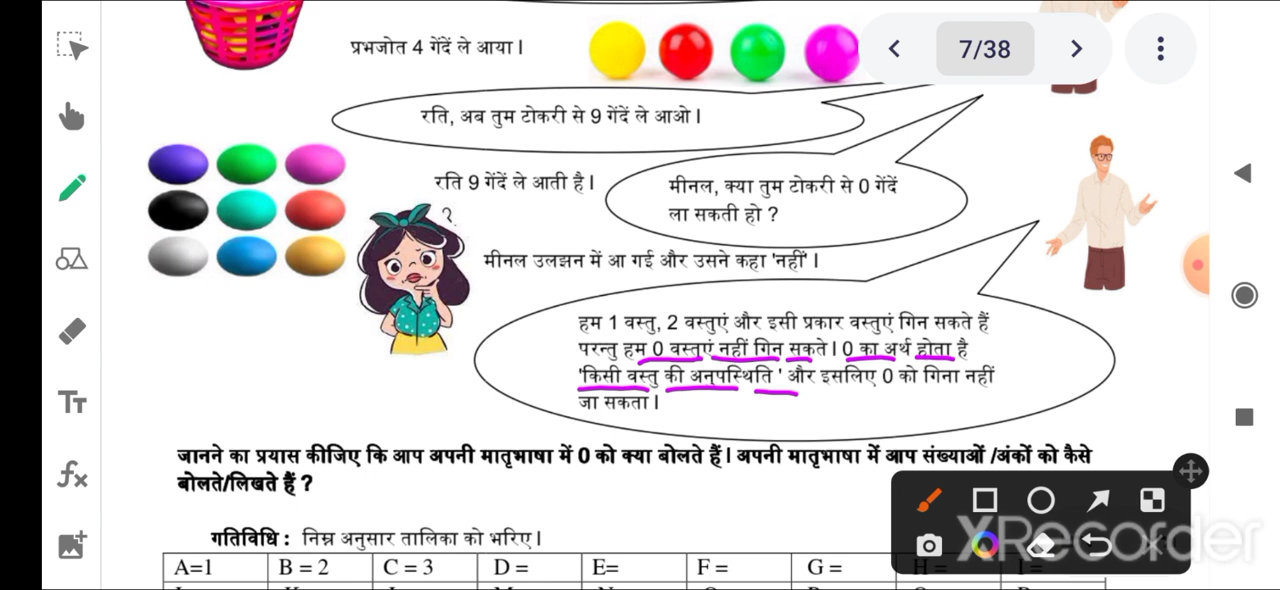 प्रभजोत 4 गेंदें ले आया।
7/38
रति, अब तुम टोकरी से 9 गेंदें ले आओ।
रति 9 गेंदें ले आती है।
मीनल, क्या तुम टोकरी से 0 गेंदें
ला सकती हो ?
?
मीनल उलझन में आ गई और उसने कहा 'नहीं'।
हम 1 वस्तु, 2 वस्तुएं और इसी प्रकार वस्तुएं गिन सकते हैं
परन्तु हम 0 वस्तुएं नहीं गिन सकते। 0 का अर्थ होता है
'किसी वस्तु की अनुपस्थिति ' और इसलिए 0 को गिना नहीं
जा सकता।
जानने का प्रयास कीजिए कि आप अपनी मातृभाषा में 0 को क्या बोलते हैं। अपनी मातृभाषा में आप संख्याओं /अंकों को कैसे
बोलते/लिखते हैं ?
गतिविधि : निम्न अनुसार तालिका को भरिए।
A=1 B = 2 C = 3 D = E= F = G = H = I =
Tт
fx
XRecorder